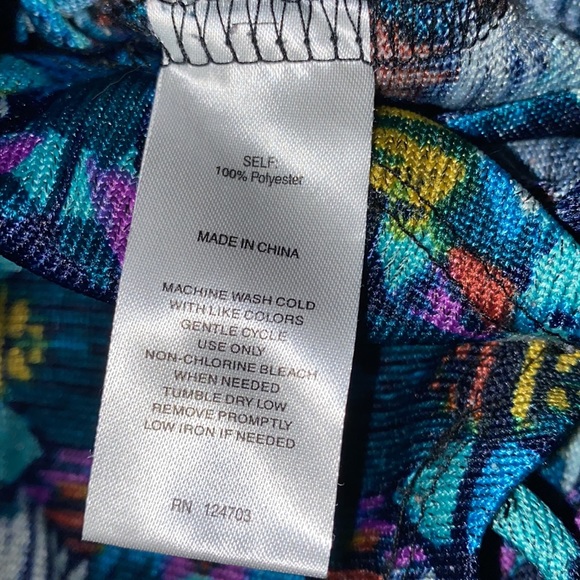 SELF:
100% Polyester
MADE IN CHINA
MACHINE WASH COLD
WITH LIKE COLORS
GENTLE CYCLE
USE ONLY
NON-CHLORINE BLEACH
WHEN NEEDED
TUMBLE DRY LOW
REMOVE PROMPTLY
LOW IRON IF NEEDED
RN 124703